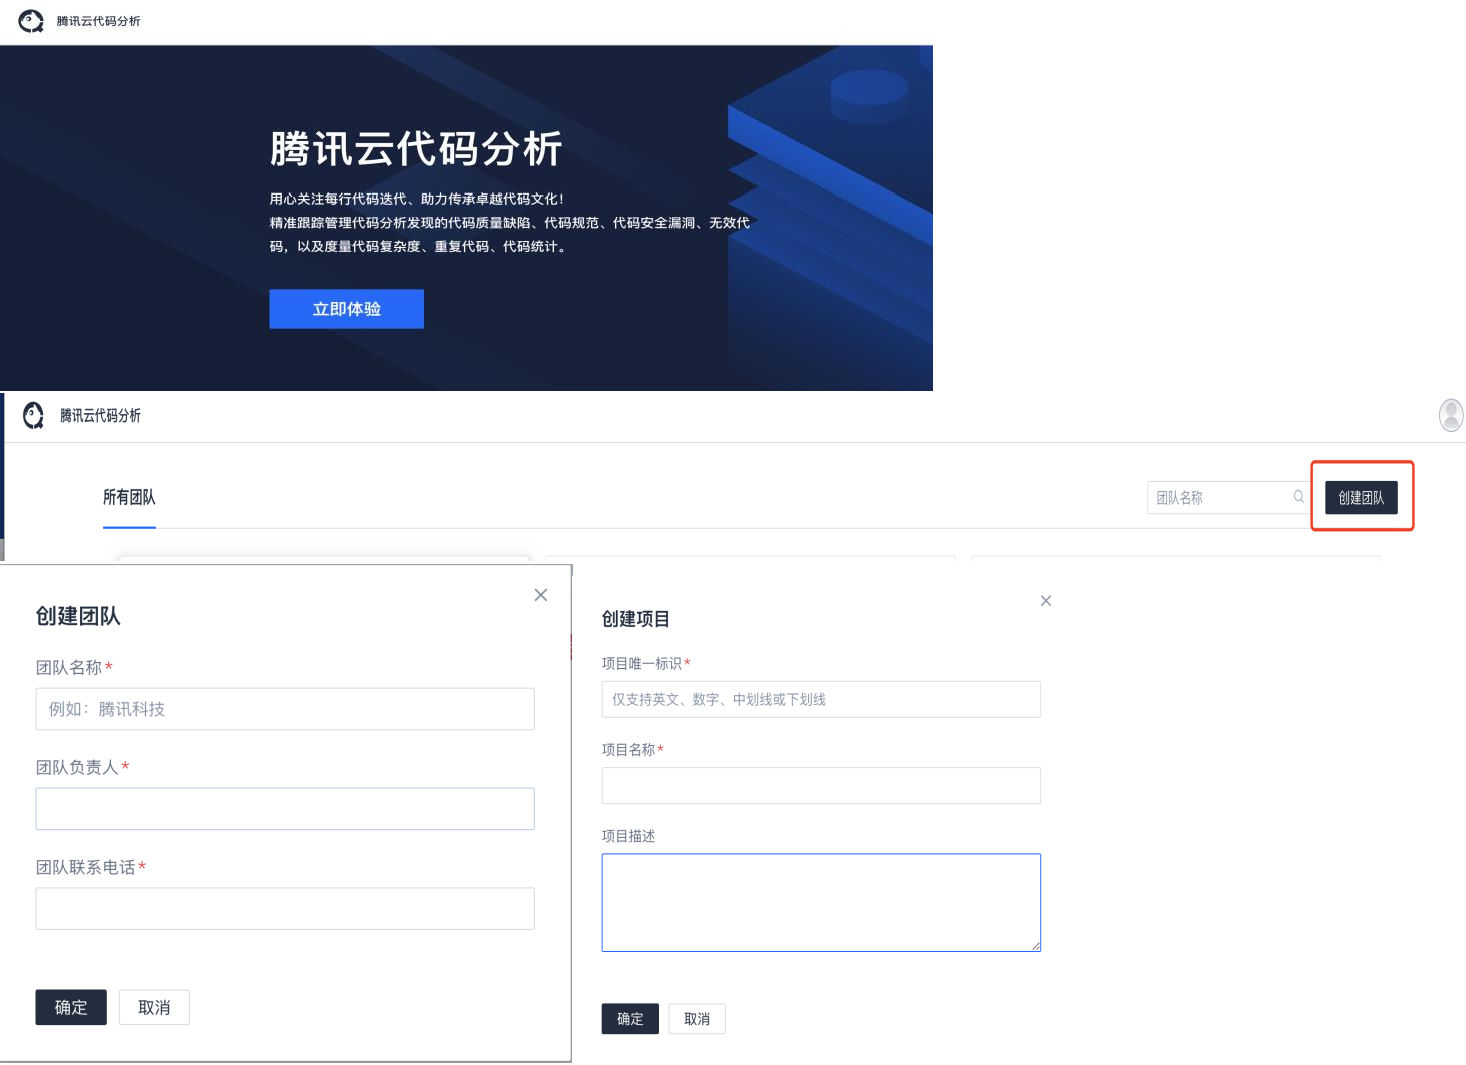 腾讯云代码分析
腾讯云代码分析
用心关注每行代码迭代、助力传承卓越代码文化!
精准跟踪管理代码分析发现的代码质量缺陷、代码规范、代码安全漏洞、无效代
码，以及度量代码复杂度、重复代码、代码统计。
立即体验
腾讯云代码分析
所有团队
团队名称
创建团队
创建团队
团队名称*
例如：腾讯科技
团队负责人*
团队联系电话*
确定
取消
创建项目
项目唯一标识*
仅支持英文、数字、中划线或下划线
项目名称*
项目描述
确定
取消